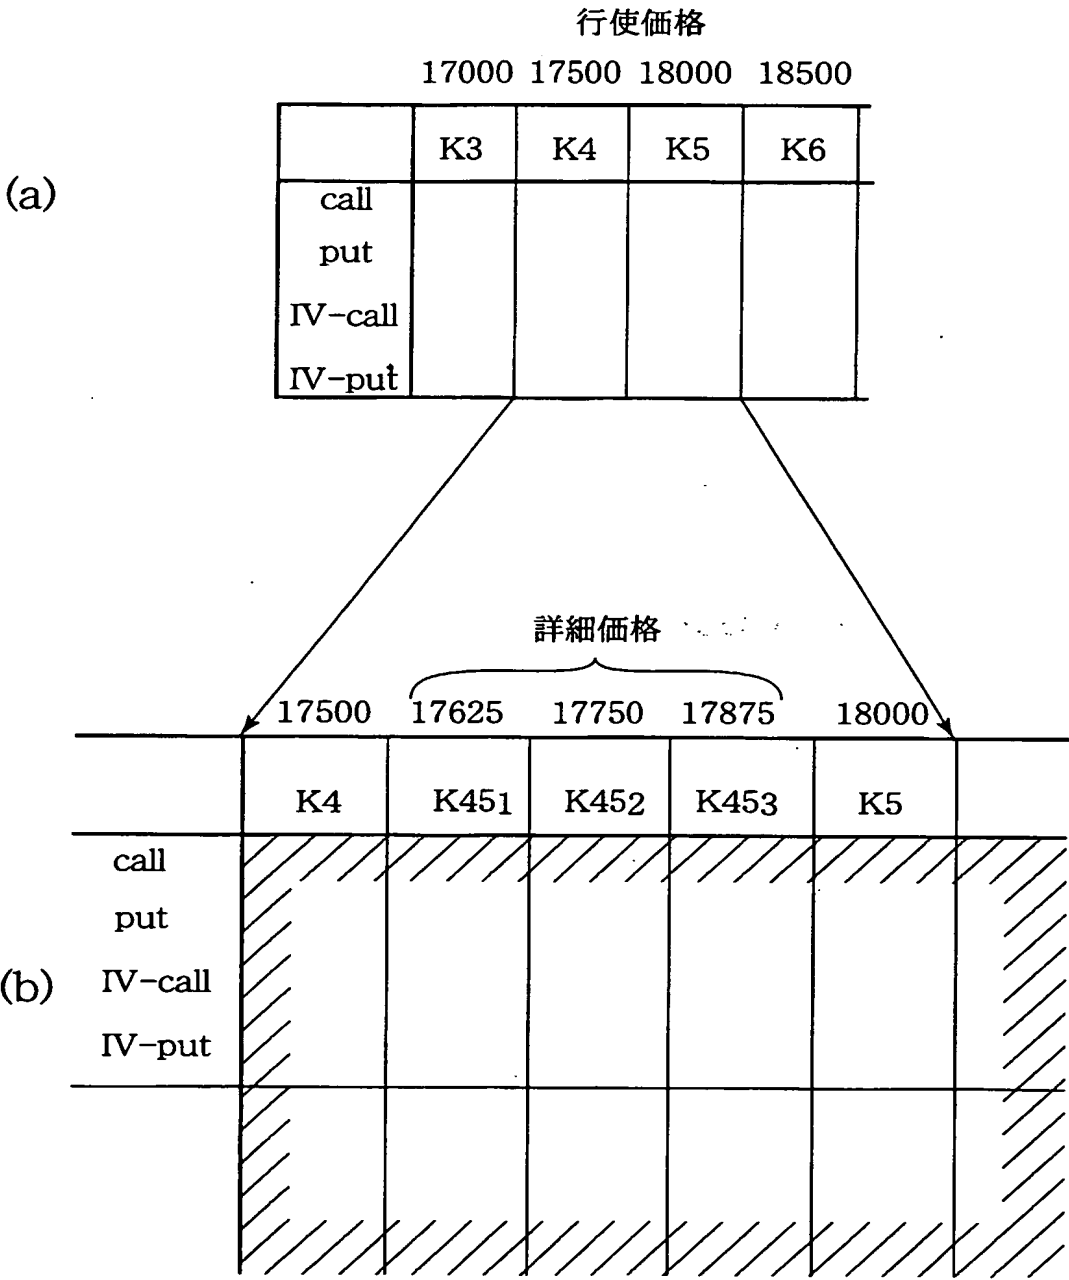 行使価格
17000 17500 18000 18500
K3 K4 K5 K6
(a)
call
put
IV-call
IV-put
詳細価格
17500 17625 17750 17875 18000
K4 K451 K452 K453 K5
call
put
(b)
IV-call
IV-put